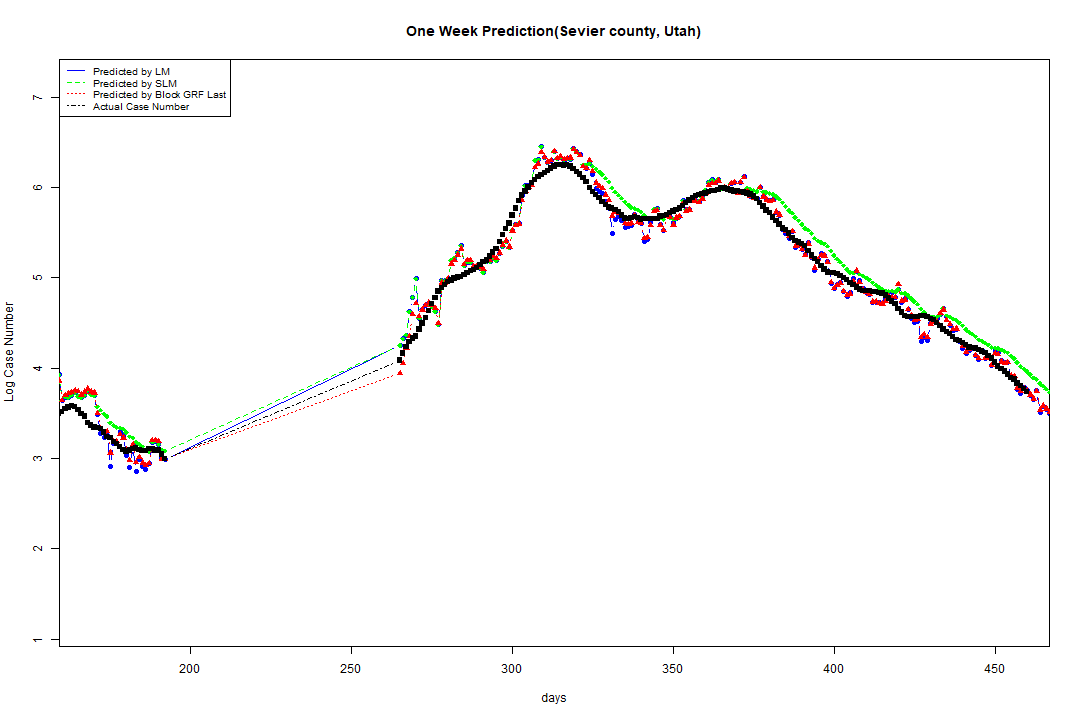 One Week Prediction(Sevier county, Utah)
Predicted by LM
Predicted by SLM
Predicted by Block GRF Last
Actual Case Number
7
6
5
4
3
2
1
Log Case Number
200 250 300 350 400 450
days